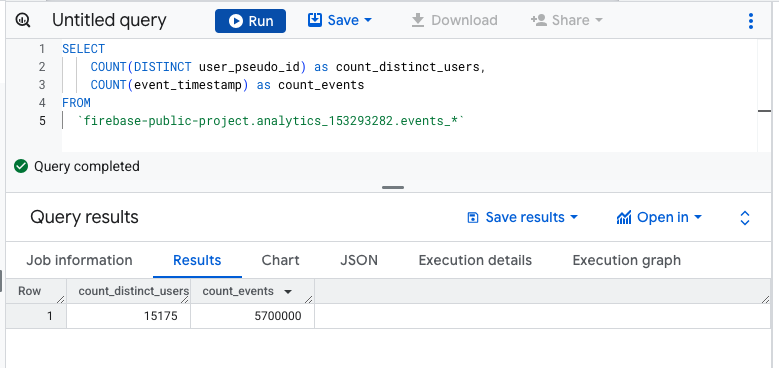 Untitled query Run Save Download Share
1 SELECT
2 COUNT(DISTINCT user_pseudo_id) as count_distinct_users,
3 COUNT(event_timestamp) as count_events
4 FROM
5 `firebase-public-project.analytics_153293282.events_*`
Query completed
Query results Save results Open in
Job information Results Chart JSON Execution details Execution graph
Row count_distinct_users count_events
1 15175 5700000